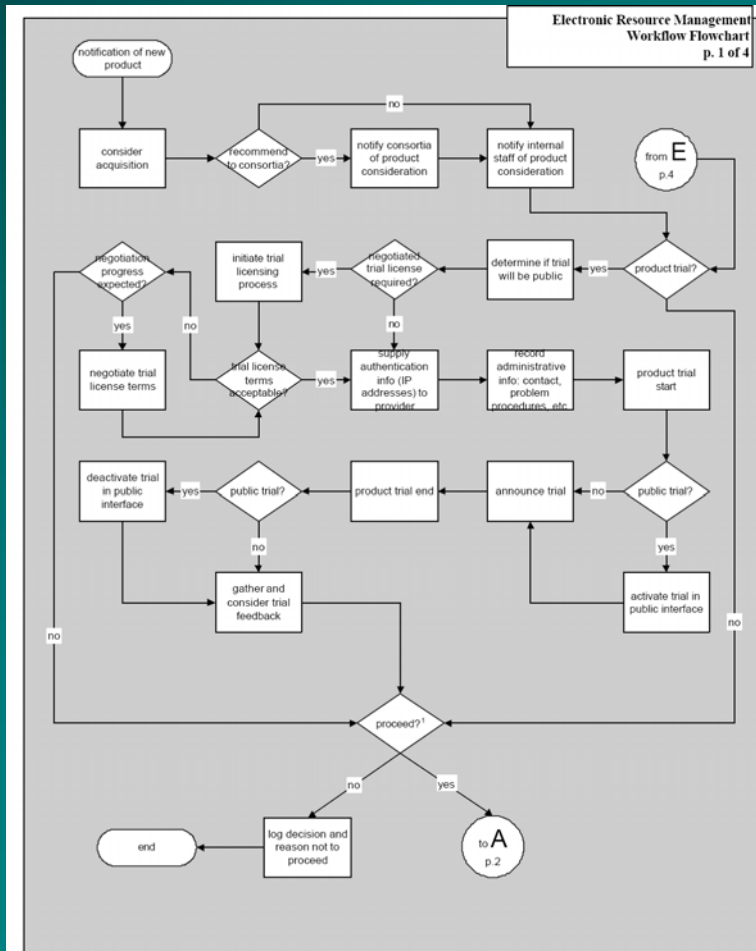 Electronic Resource Management
Workflow Flowchart
p. 1 of 4
notification of new
product
no
consider
acquisition
recommend
to consortia?
yes
notify consortia
of product
consideration
notify internal
staff of product
consideration
from E
p.4
negotiation
progress
expected?
initiate trial
licensing
process
yes
negotiated
trial license
required?
determine if trial
will be public
yes
product trial?
yes
no
no
negotiate trial
license terms
trial license
terms
acceptable?
yes
supply
authentication
info (IP
addresses) to
provider
record
administrative
info: contact,
problem
procedures, etc
product trial
start
deactivate trial
in public
interface
yes
public trial?
product trial end
announce trial
no
public trial?
no
yes
gather and
consider trial
feedback
activate trial in
public interface
no
no
proceed?¹
no
yes
end
log decision and
reason not to
proceed
to A
p.2